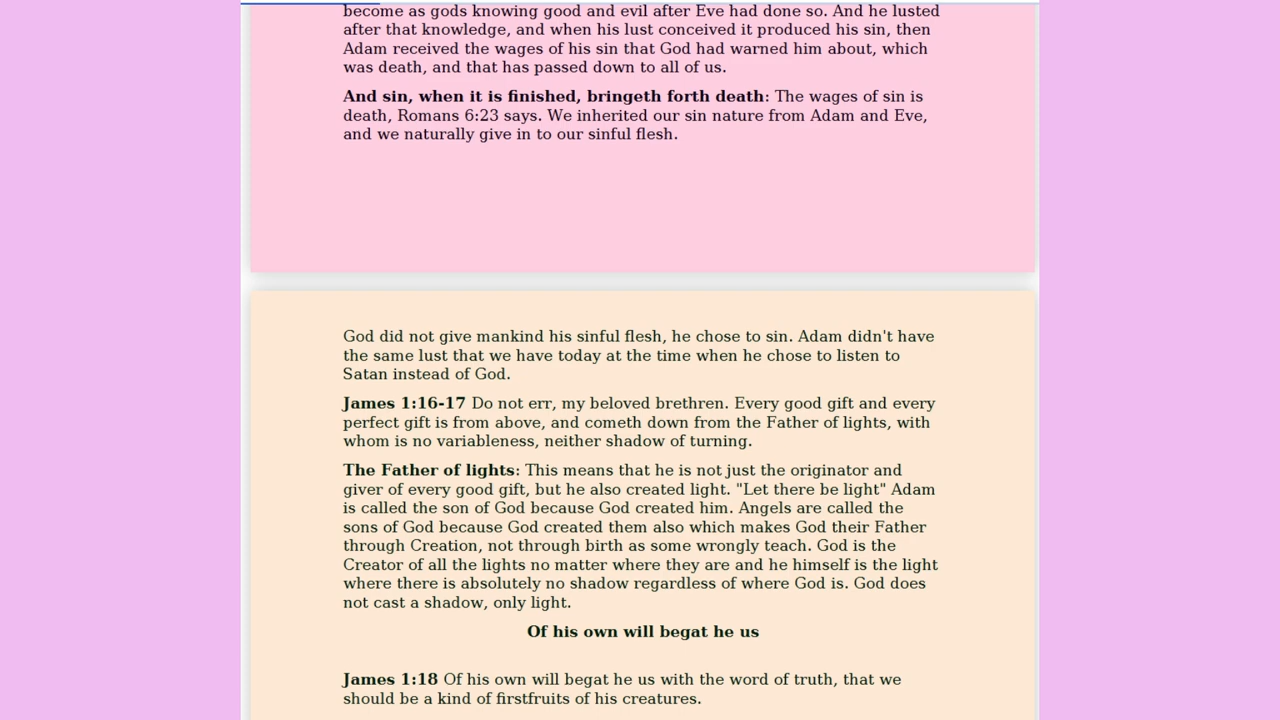 become as gods knowing good and evil after Eve had done so. And he lusted
after that knowledge, and when his lust conceived it produced his sin, then
Adam received the wages of his sin that God had warned him about, which
was death, and that has passed down to all of us.
And sin, when it is finished, bringeth forth death: The wages of sin is
death, Romans 6:23 says. We inherited our sin nature from Adam and Eve,
and we naturally give in to our sinful flesh.
God did not give mankind his sinful flesh, he chose to sin. Adam didn't have
the same lust that we have today at the time when he chose to listen to
Satan instead of God.
James 1:16-17 Do not err, my beloved brethren. Every good gift and every
perfect gift is from above, and cometh down from the Father of lights, with
whom is no variableness, neither shadow of turning.
The Father of lights: This means that he is not just the originator and
giver of every good gift, but he also created light. "Let there be light" Adam
is called the son of God because God created him. Angels are called the
sons of God because God created them also which makes God their Father
through Creation, not through birth as some wrongly teach. God is the
Creator of all the lights no matter where they are and he himself is the light
where there is absolutely no shadow regardless of where God is. God does
not cast a shadow, only light.
Of his own will begat he us
James 1:18 Of his own will begat he us with the word of truth, that we
should be a kind of firstfruits of his creatures.